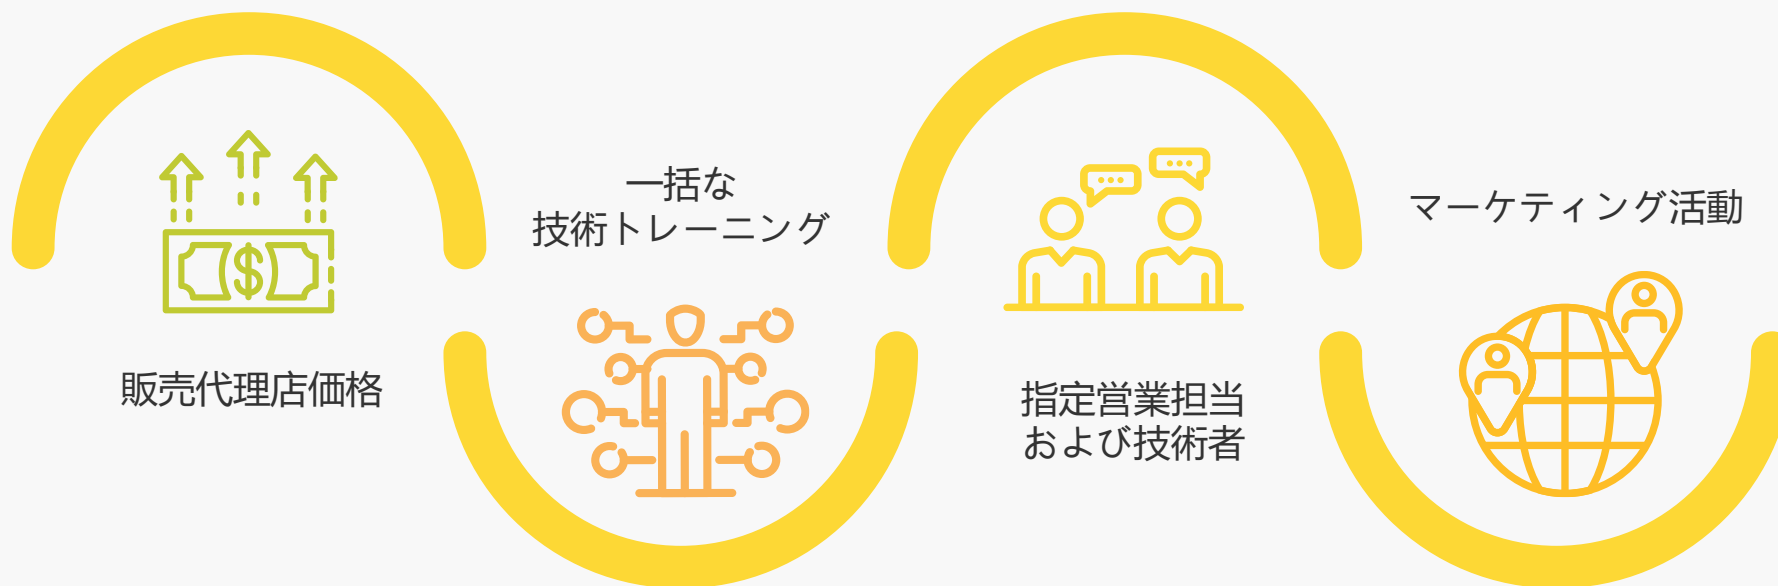 販売代理店価格
一括な
技術トレーニング
指定営業担当
および技術者
マーケティング活動